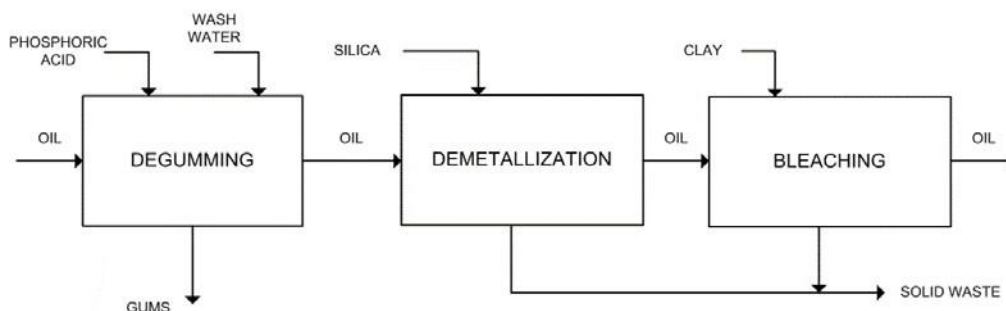 WASH
WATER
PHOSPHORIC
ACID
SILICA
CLAY
OIL
DEGUMMING
OIL
DEMETALLIZATION
OIL
BLEACHING
OIL
GUMS
SOLID WASTE